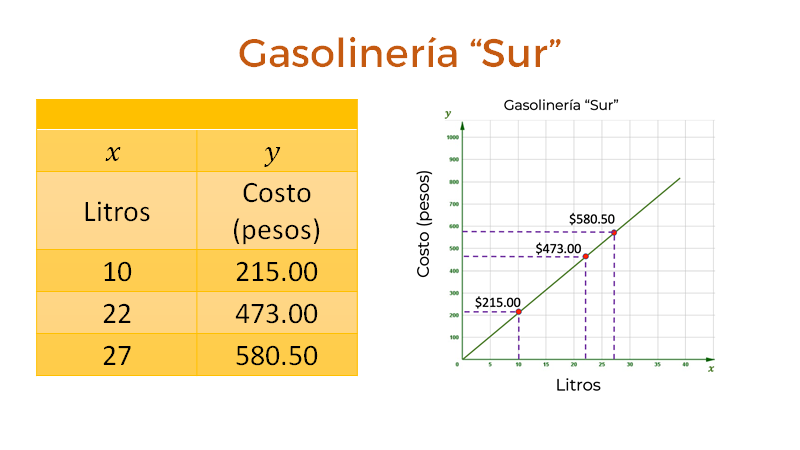 Gasolinería “Sur”
x y
Litros Costo
(pesos)
10 215.00
22 473.00
27 580.50
Gasolinería “Sur”
y
1000
900
800
700
600
500
400
300
200
100
$580.50
$473.00
$215.00
Costo (pesos)
0 5 10 15 20 25 30 35 40
x
Litros